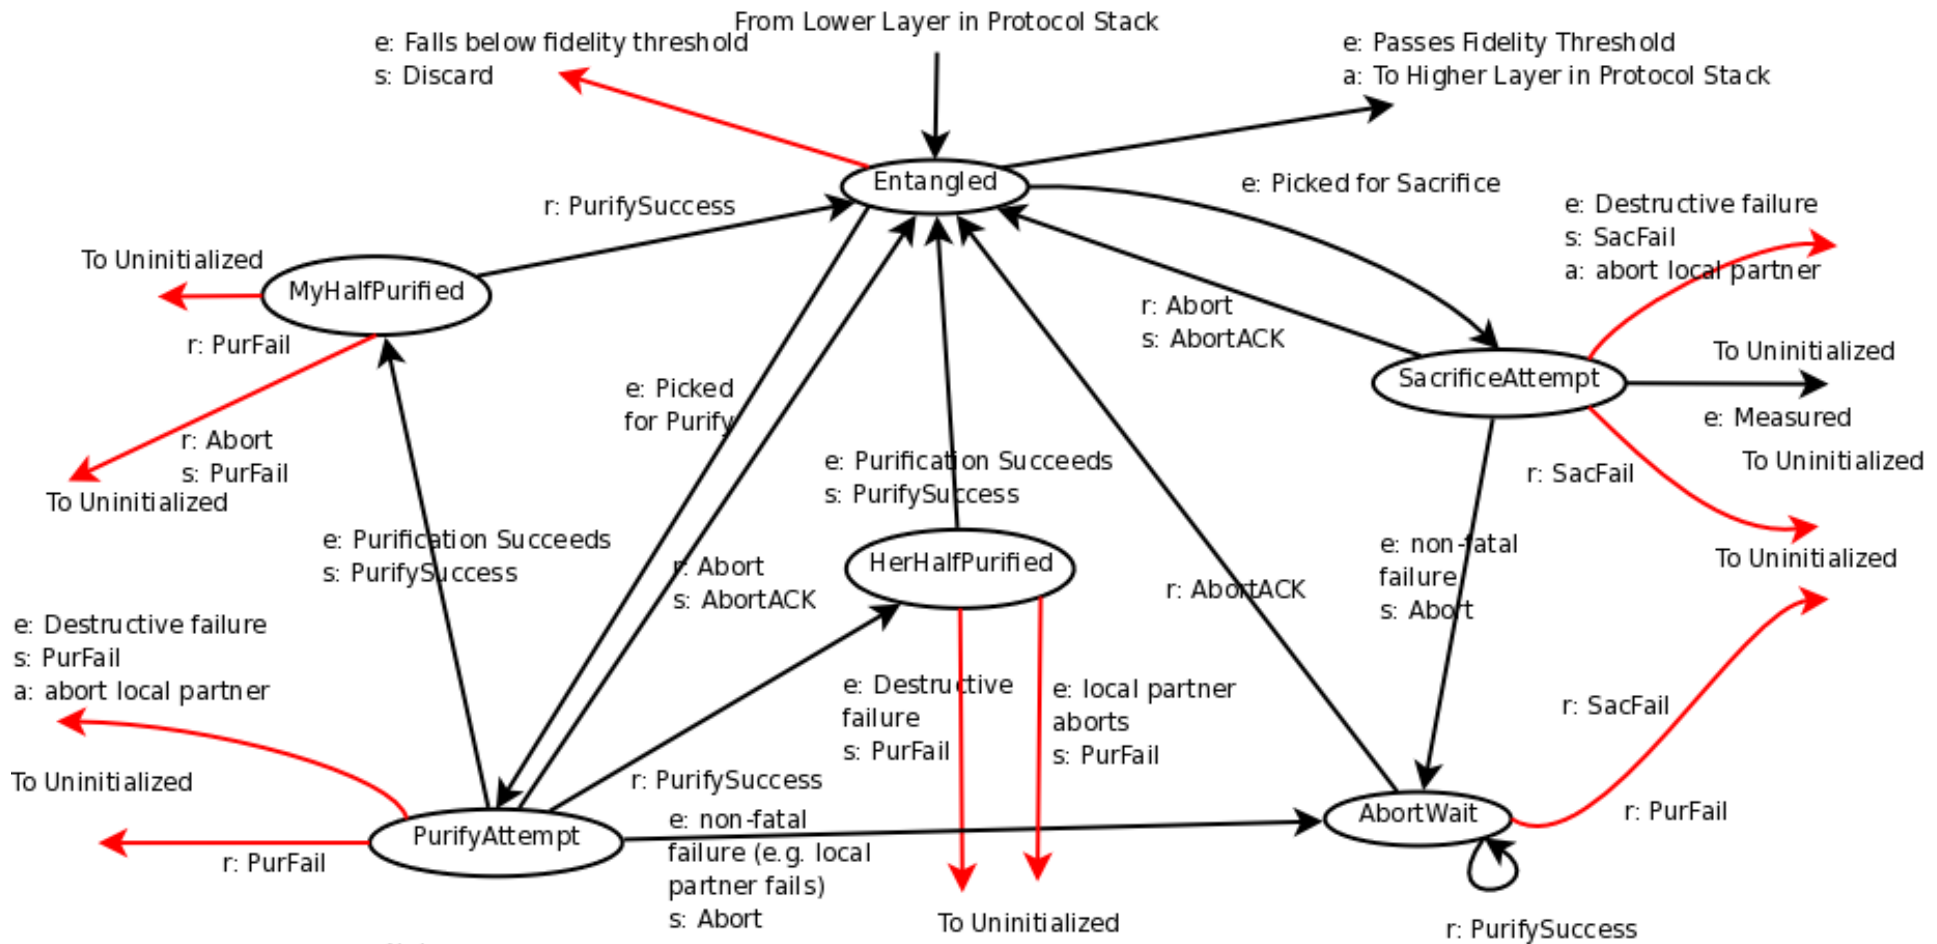 From Lower Layer in Protocol Stack
e: Falls below fidelity threshold
s: Discard
e: Passes Fidelity Threshold
a: To Higher Layer in Protocol Stack
Entangled
e: Picked for Sacrifice
r: PurifySuccess
e: Destructive failure
s: SacFail
a: abort local partner
To Uninitialized
MyHalfPurified
r: PurFail
r: Abort
s: AbortACK
To Uninitialized
SacrificeAttempt
e: Measured
e: Picked
for Purify
r: Abort
s: PurFail
To Uninitialized
e: Purification Succeeds
s: PurifySuccess
To Uninitialized
r: SacFail
e: Purification Succeeds
s: PurifySuccess
e: non-fatal
failure
s: Abort
To Uninitialized
HerHalfPurified
r: Abort
s: AbortACK
r: AbortACK
e: Destructive failure
s: PurFail
a: abort local partner
e: Destructive
failure
s: PurFail
e: local partner
aborts
s: PurFail
r: SacFail
To Uninitialized
r: PurifySuccess
PurifyAttempt
r: PurFail
e: non-fatal
failure (e.g. local
partner fails)
s: Abort
AbortWait
r: PurFail
To Uninitialized
r: PurifySuccess